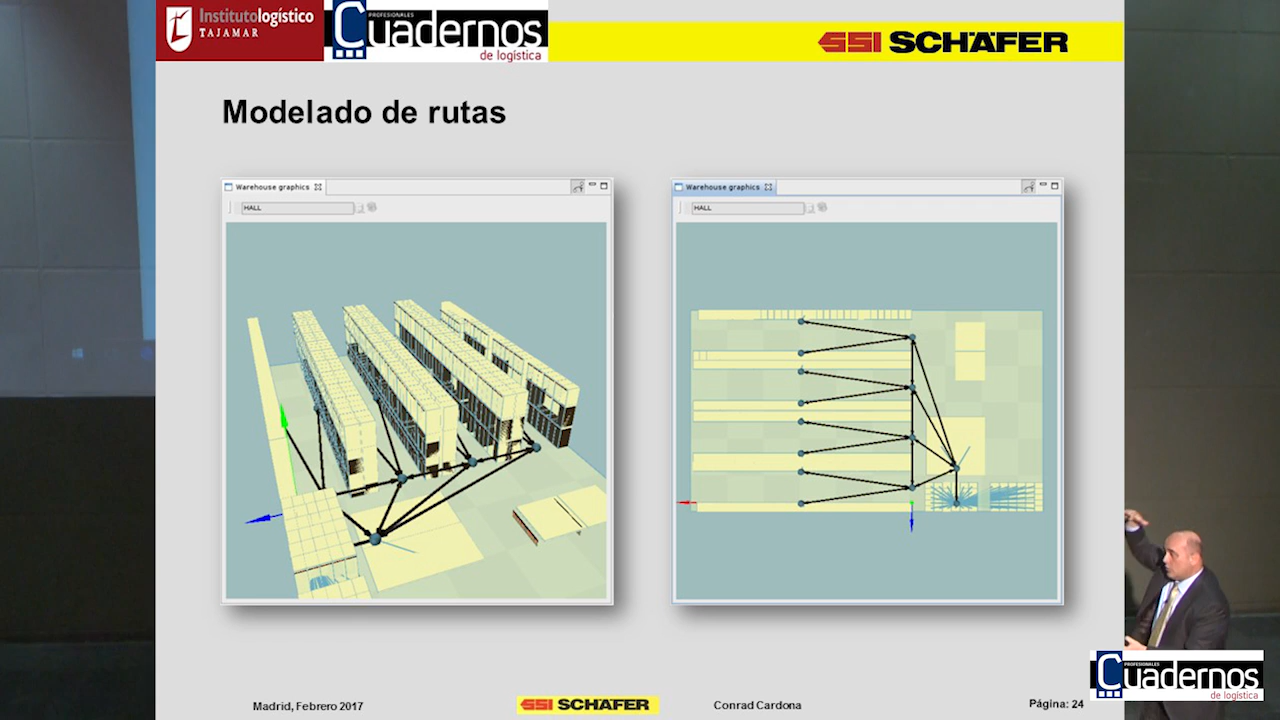 Institutologístico
TAJAMAR
PROFESIONALES
Cuadernos
de logística
SSI SCHÄFER
Modelado de rutas
Warehouse graphics
HALL
Warehouse graphics
HALL
Madrid, Febrero 2017
SSI SCHÄFER
Conrad Cardona
Página: 24
PROFESIONALES
Cuadernos
de logística